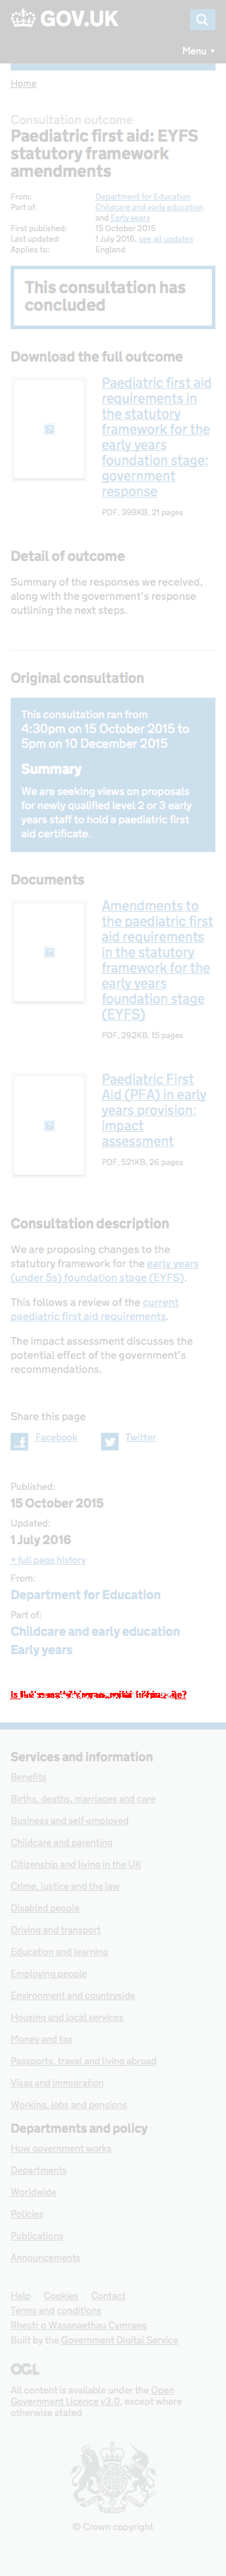 GOV.UK
Menu ▼
Home
Consultation outcome
Paediatric first aid: EYFS
statutory framework
amendments
From: Department for Education
Part of: Childcare and early education
and Early years
First published: 15 October 2015
Last updated: 1 July 2016, see all updates
Applies to: England
This consultation has
concluded
Download the full outcome
Paediatric first aid
requirements in
the statutory
framework for the
early years
foundation stage:
government
response
PDF, 398KB, 21 pages
Detail of outcome
Summary of the responses we received,
along with the government's response
outlining the next steps.
Original consultation
This consultation ran from
4:30pm on 15 October 2015 to
5pm on 10 December 2015
Summary
We are seeking views on proposals
for newly qualified level 2 or 3 early
years staff to hold a paediatric first
aid certificate.
Documents
Amendments to
the paediatric first
aid requirements
in the statutory
framework for the
early years
foundation stage
(EYFS)
PDF, 292KB, 15 pages
Paediatric First
Aid (PFA) in early
years provision:
impact
assessment
PDF, 521KB, 26 pages
Consultation description
We are proposing changes to the
statutory framework for the early years
(under 5s) foundation stage (EYFS).
This follows a review of the current
paediatric first aid requirements.
The impact assessment discusses the
potential effect of the government's
recommendations.
Share this page
Facebook Twitter
Published:
15 October 2015
Updated:
1 July 2016
+ full page history
From:
Department for Education
Part of:
Childcare and early education
Early years
Services and information
Benefits
Births, deaths, marriages and care
Business and self-employed
Childcare and parenting
Citizenship and living in the UK
Crime, justice and the law
Disabled people
Driving and transport
Education and learning
Employing people
Environment and countryside
Housing and local services
Money and tax
Passports, travel and living abroad
Visas and immigration
Working, jobs and pensions
Departments and policy
How government works
Departments
Worldwide
Policies
Publications
Announcements
Help Cookies Contact
Terms and conditions
Rhestr o Wasanaethau Cymraeg
Built by the Government Digital Service
OGL
All content is available under the Open
Government Licence v3.0, except where
otherwise stated
© Crown copyright